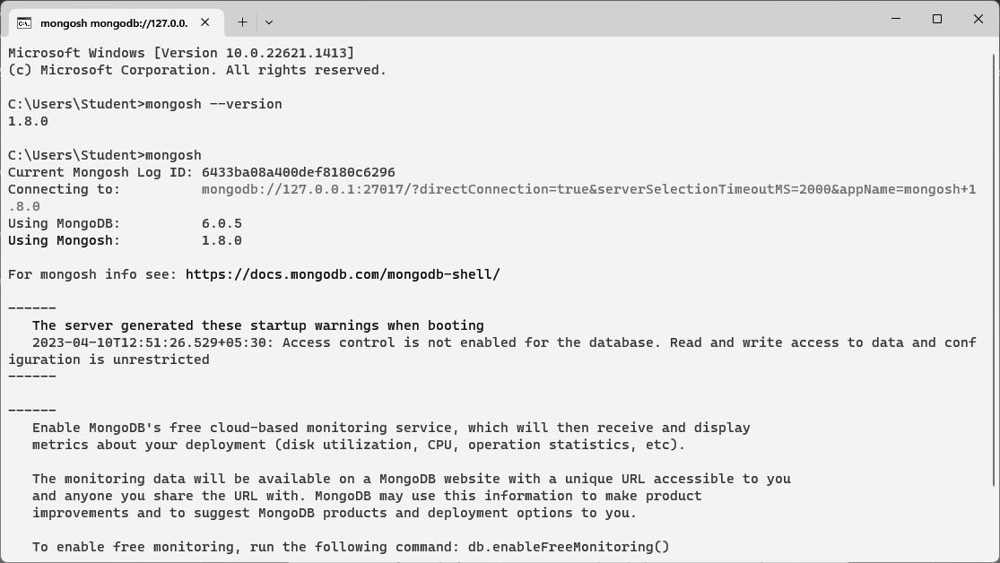 mongosh mongodb://127.0.0.
Microsoft Windows [Version 10.0.22621.1413]
(c) Microsoft Corporation. All rights reserved.
C:\Users\Student>mongosh --version
1.8.0
C:\Users\Student>mongosh
Current Mongosh Log ID: 6433ba08a400def8180c6296
Connecting to:          mongodb://127.0.0.1:27017/?directConnection=true&serverSelectionTimeoutMS=2000&appName=mongosh+1
.8.0
Using MongoDB:          6.0.5
Using Mongosh:          1.8.0
For mongosh info see: https://docs.mongodb.com/mongodb-shell/
------
   The server generated these startup warnings when booting
   2023-04-10T12:51:26.529+05:30: Access control is not enabled for the database. Read and write access to data and conf
iguration is unrestricted
------
------
   Enable MongoDB's free cloud-based monitoring service, which will then receive and display
   metrics about your deployment (disk utilization, CPU, operation statistics, etc).
   The monitoring data will be available on a MongoDB website with a unique URL accessible to you
   and anyone you share the URL with. MongoDB may use this information to make product
   improvements and to suggest MongoDB products and deployment options to you.
   To enable free monitoring, run the following command: db.enableFreeMonitoring()